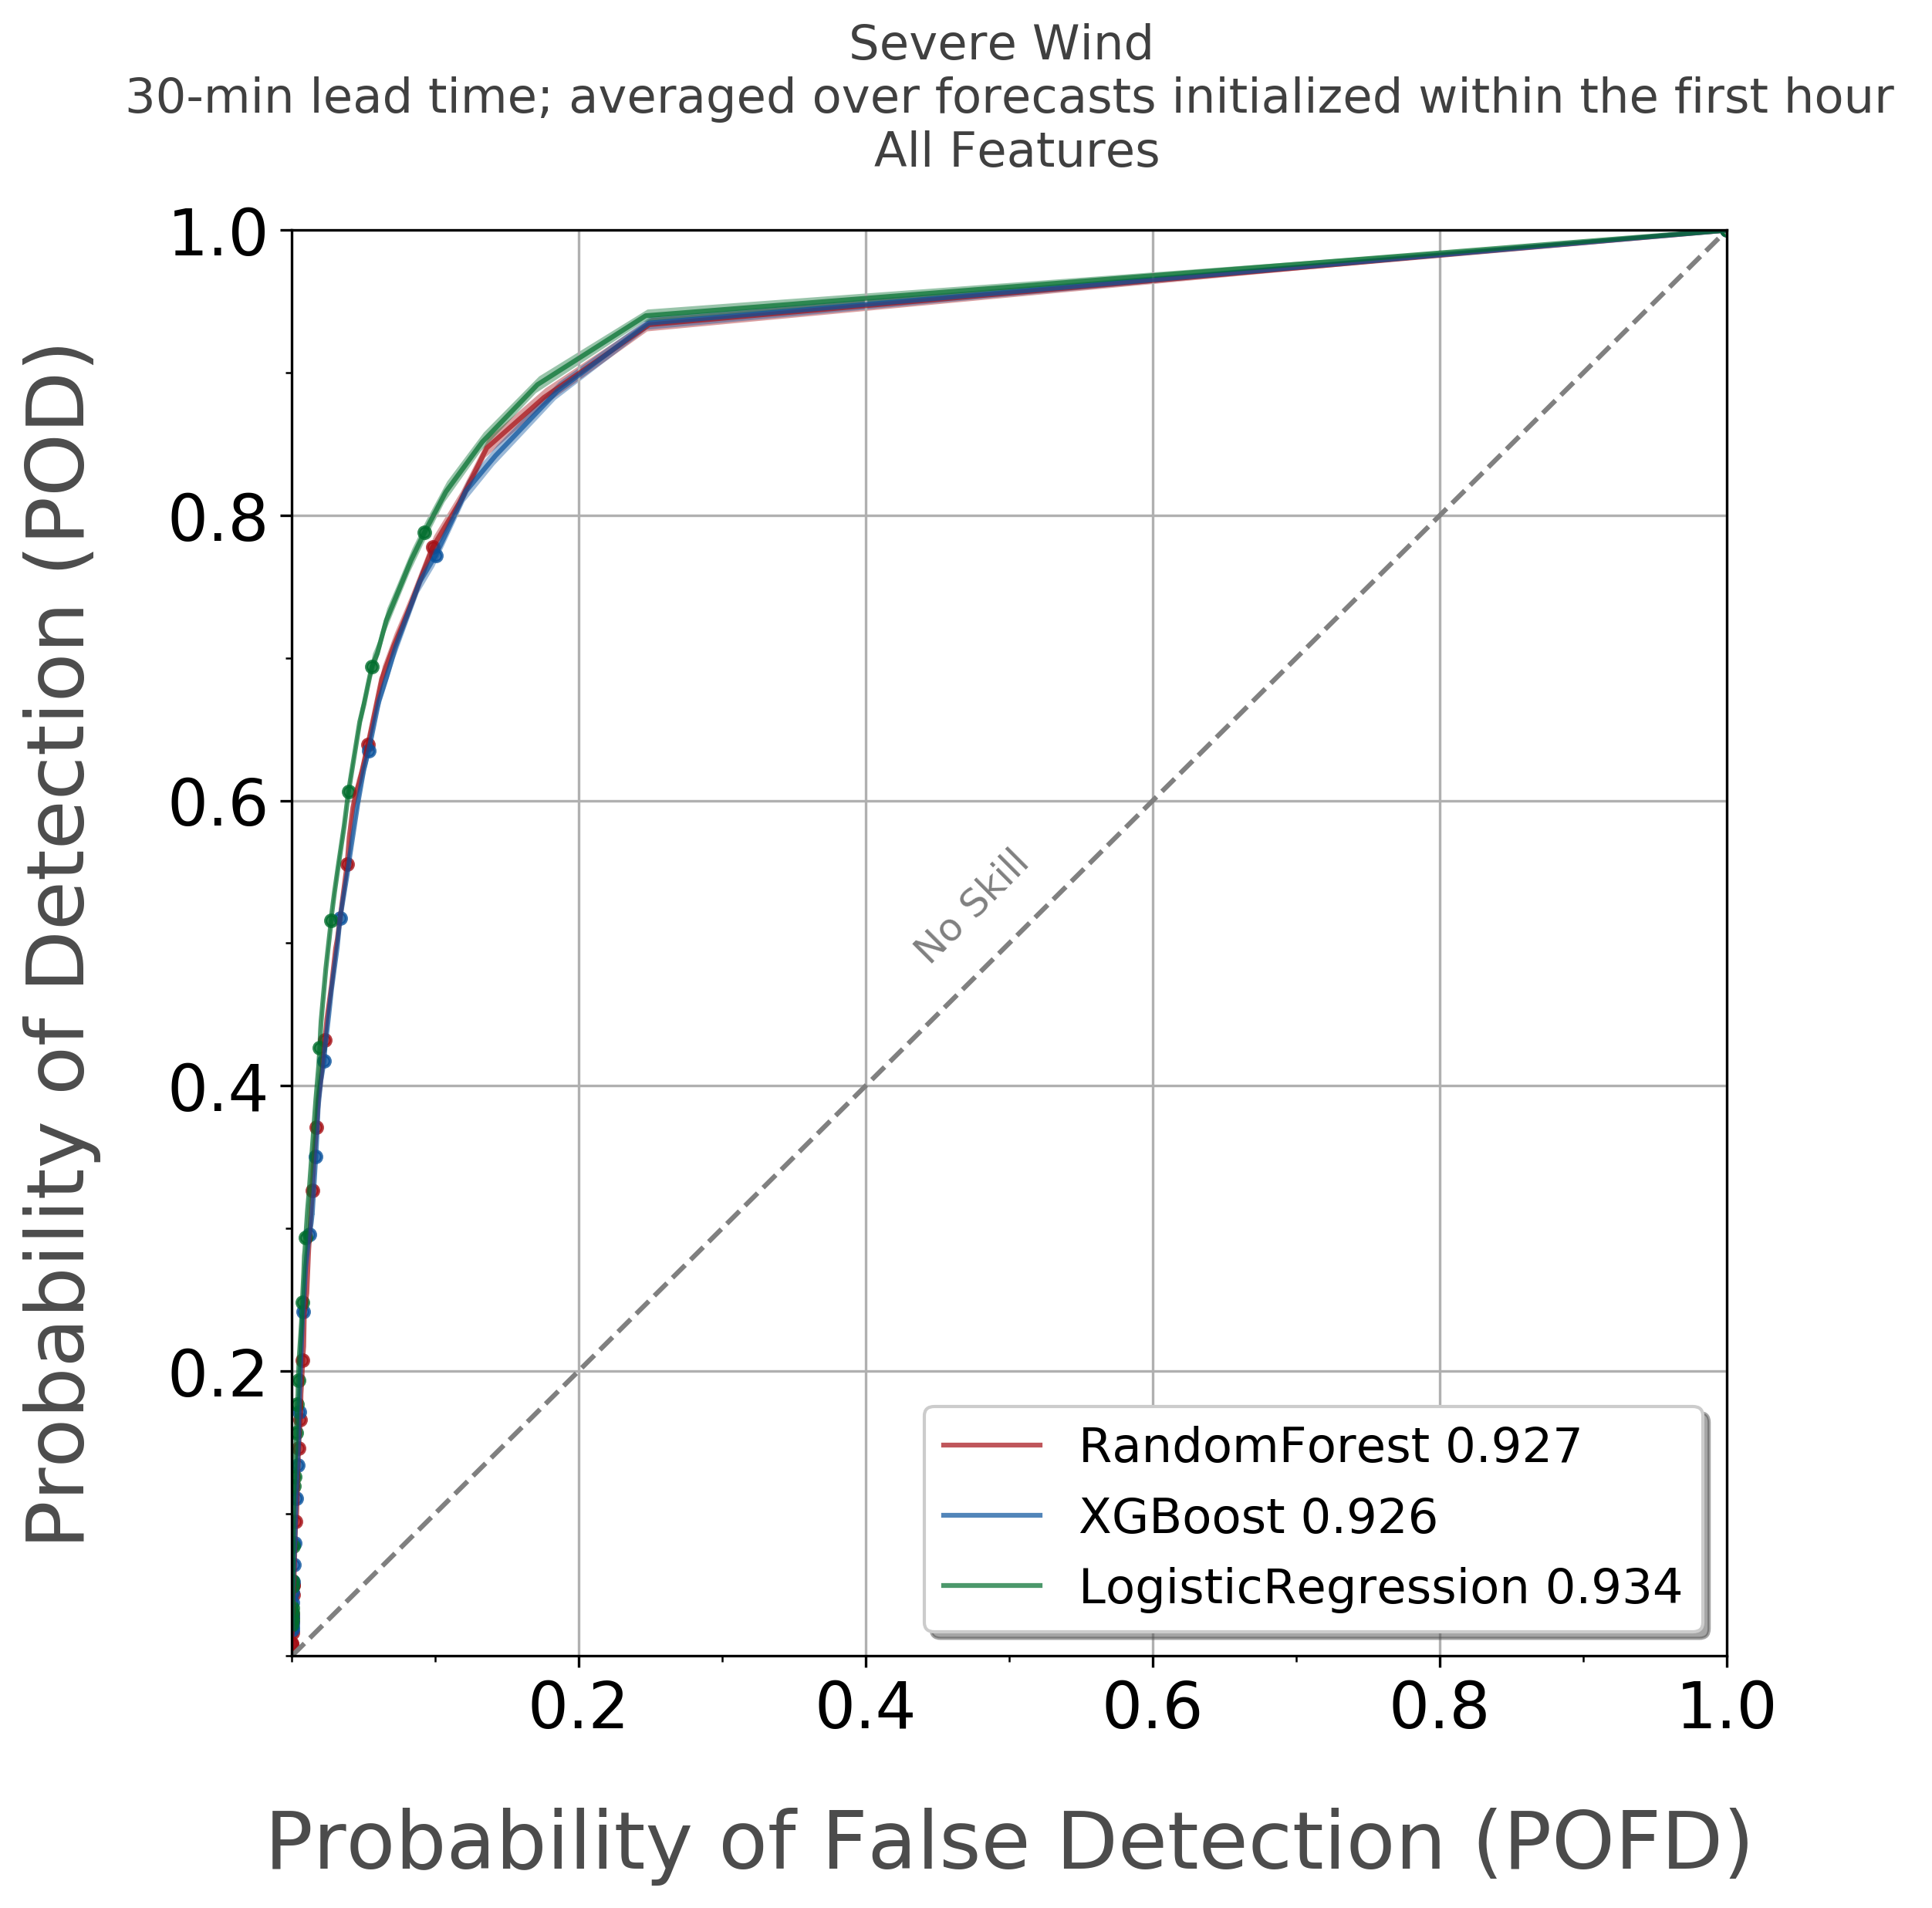 Severe Wind
30-min lead time; averaged over forecasts initialized within the first hour
All Features
Probability of Detection (POD)
1.0
0.8
0.6
0.4
0.2
No Skill
RandomForest 0.927
XGBoost 0.926
LogisticRegression 0.934
0.2 0.4 0.6 0.8 1.0
Probability of False Detection (POFD)